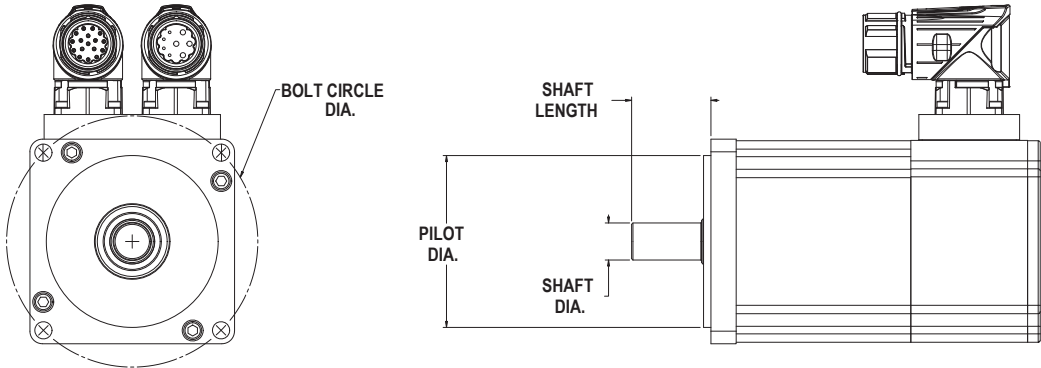 BOLT CIRCLE
DIA.
SHAFT
LENGTH
PILOT
DIA.
SHAFT
DIA.